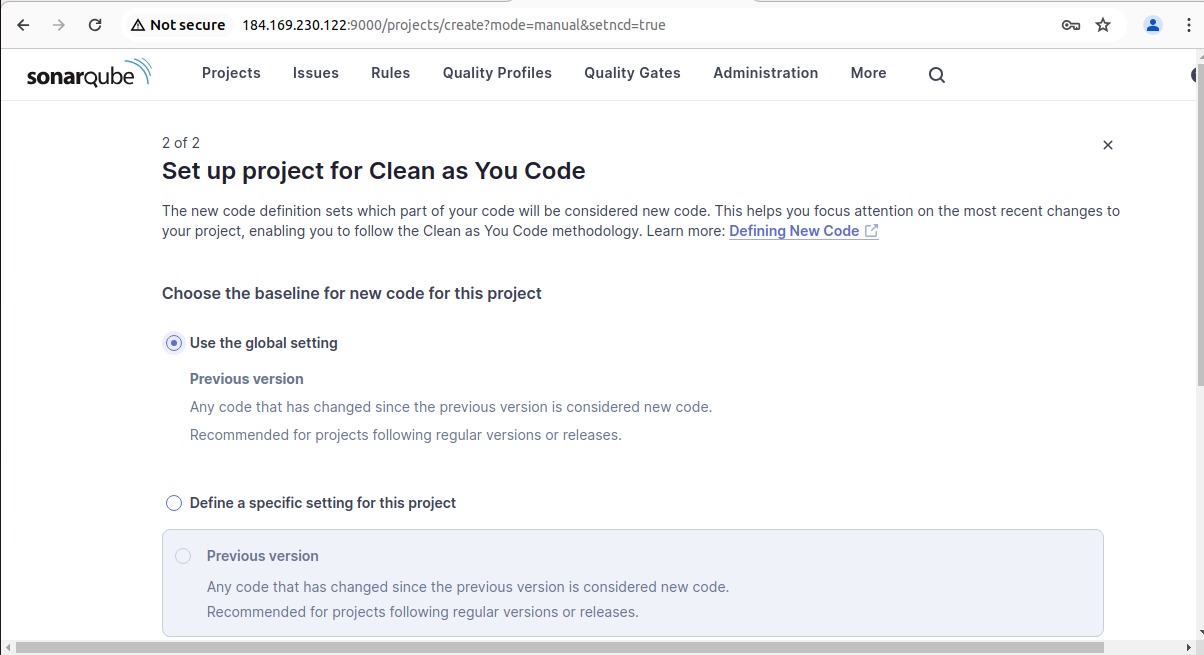 Not secure 184.169.230.122:9000/projects/create?mode=manual&setncd=true
sonarqube Projects Issues Rules Quality Profiles Quality Gates Administration More
2 of 2
Set up project for Clean as You Code
The new code definition sets which part of your code will be considered new code. This helps you focus attention on the most recent changes to
your project, enabling you to follow the Clean as You Code methodology. Learn more: Defining New Code
Choose the baseline for new code for this project
Use the global setting
Previous version
Any code that has changed since the previous version is considered new code.
Recommended for projects following regular versions or releases.
Define a specific setting for this project
Previous version
Any code that has changed since the previous version is considered new code.
Recommended for projects following regular versions or releases.